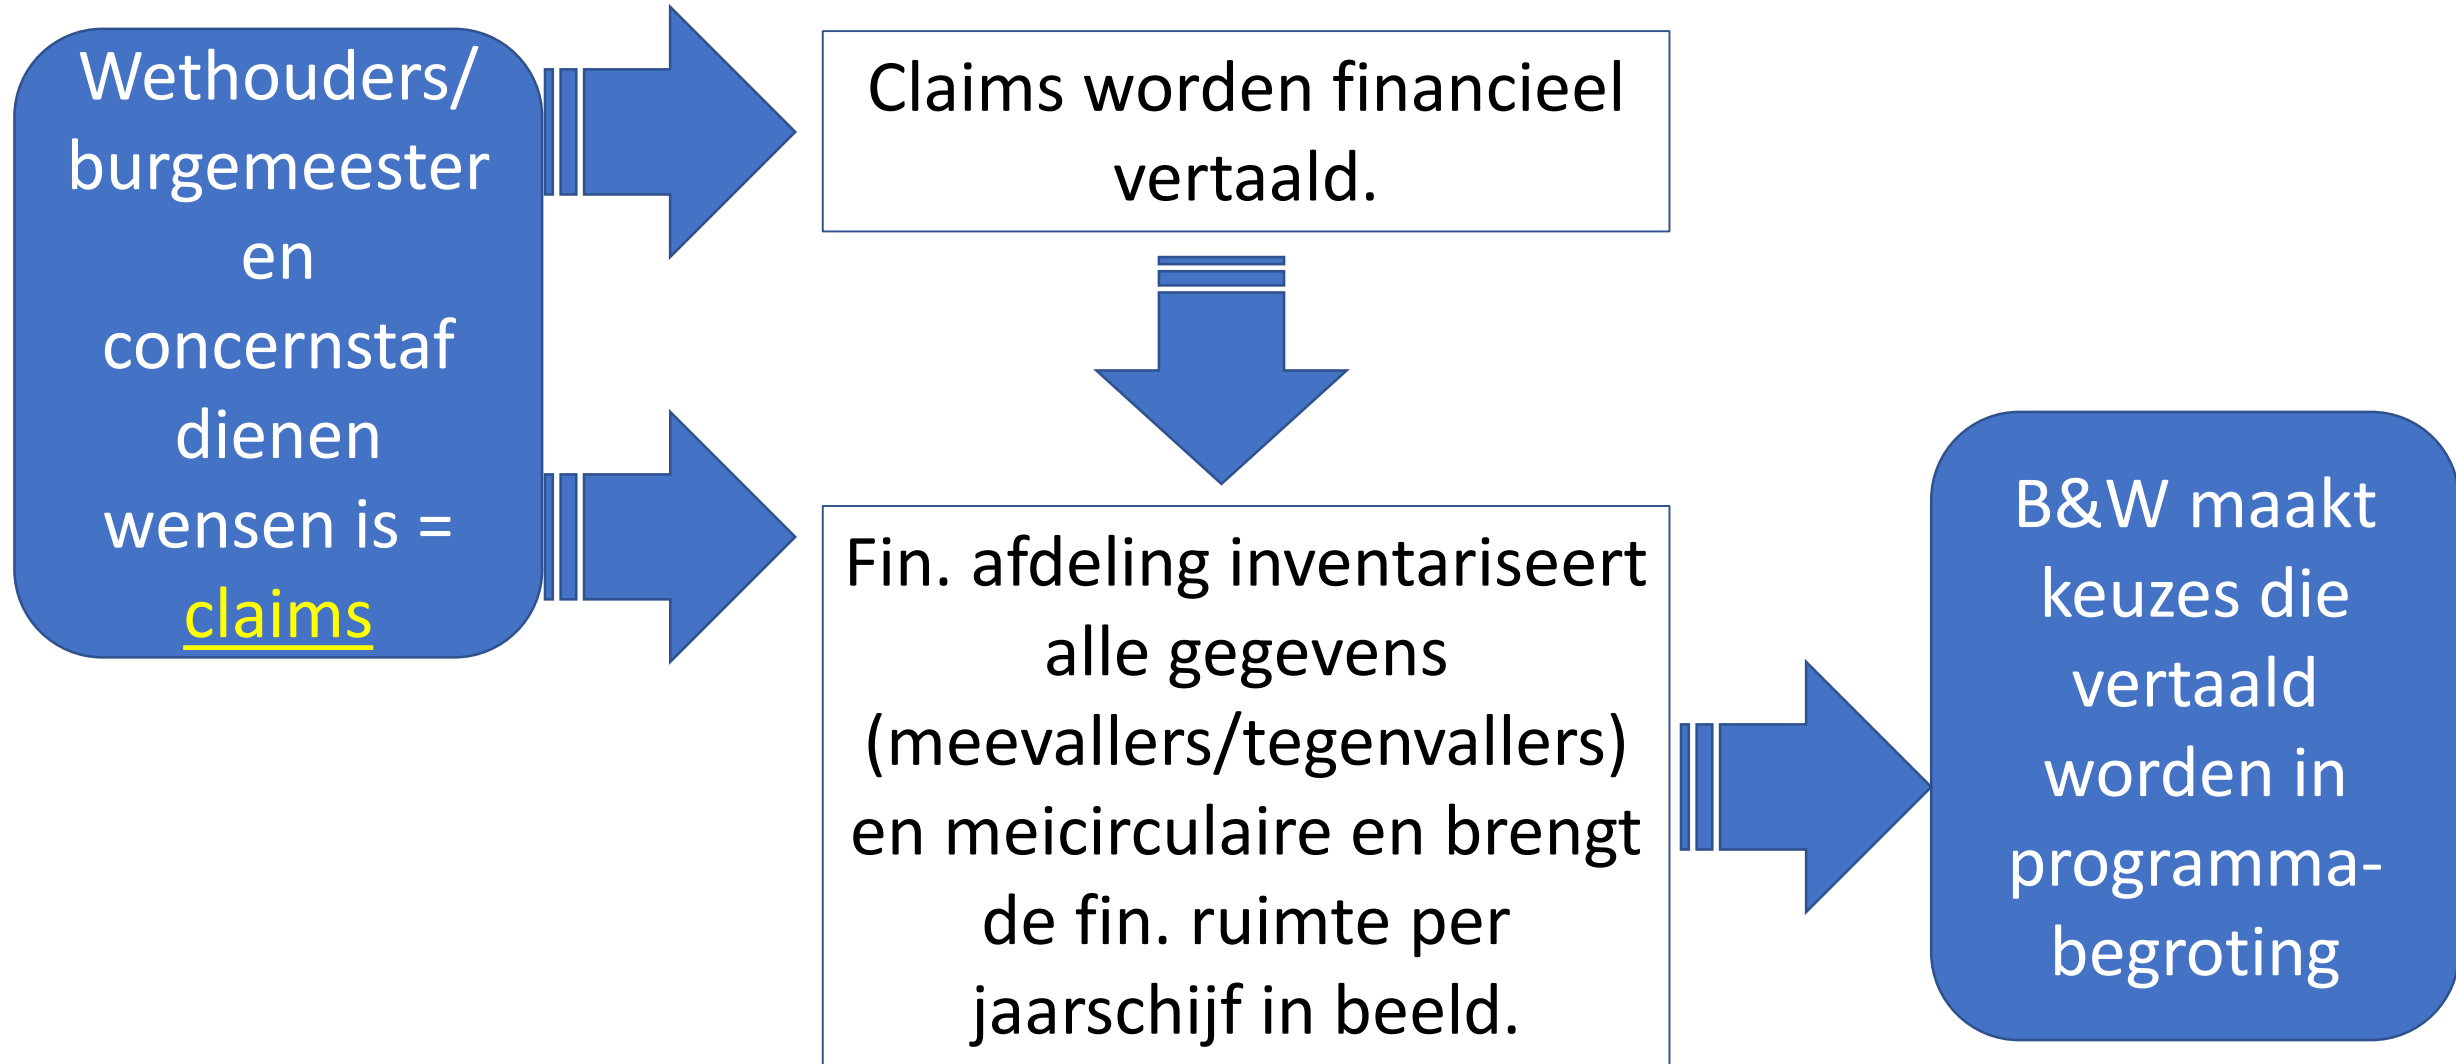 Wethouders/
burgemeester
en
concernstaf
dienen
wensen is =
claims
Claims worden financieel
vertaald.
Fin. afdeling inventariseert
alle gegevens
(meevallers/tegenvallers)
en meicirculaire en brengt
de fin. ruimte per
jaarschijf in beeld.
B&W maakt
keuzes die
vertaald
worden in
programma-
begroting